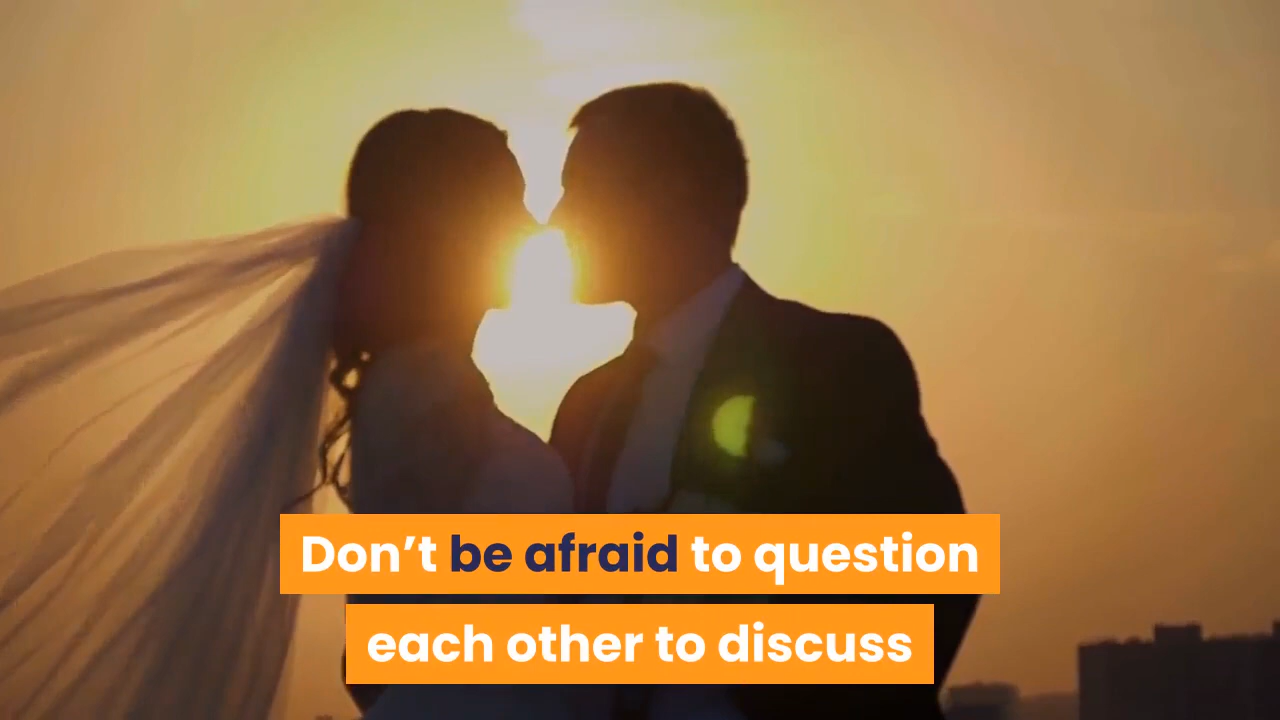 Don’t be afraid to question
each other to discuss